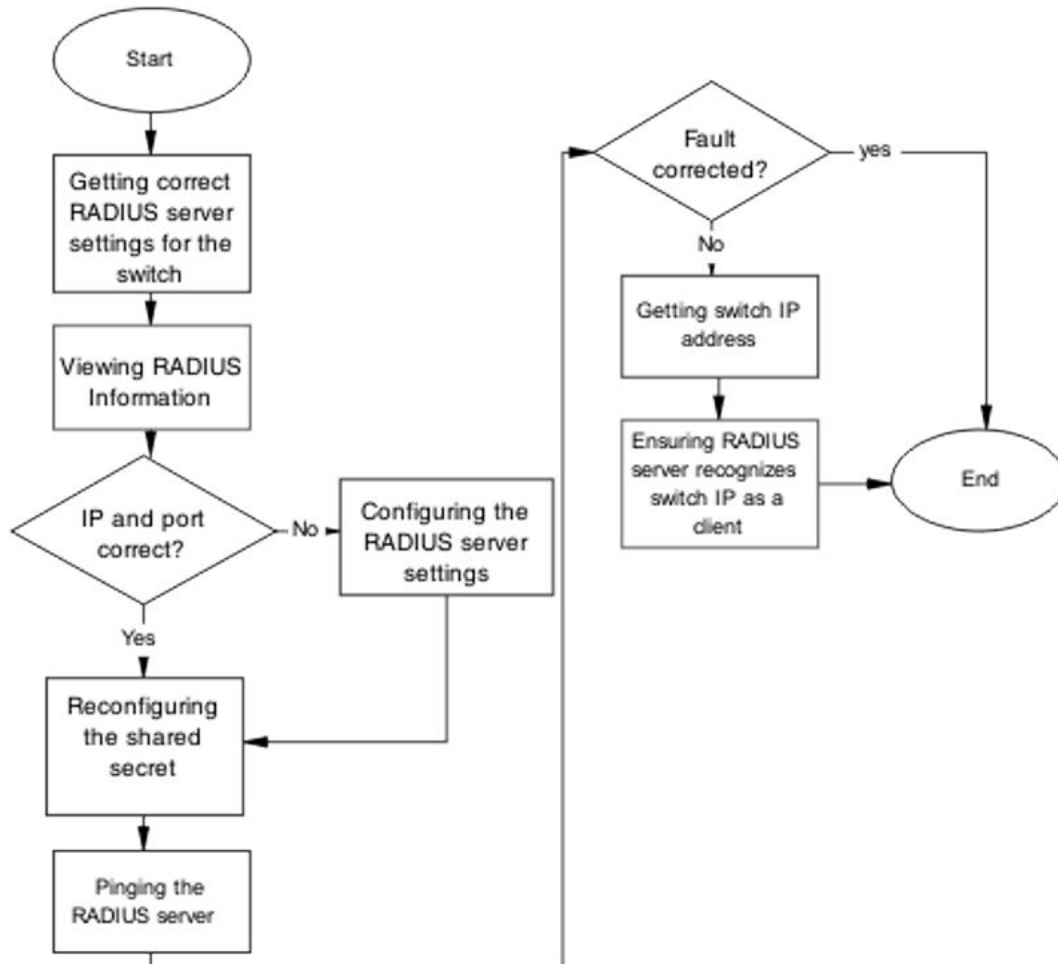 Start
Getting correct
RADIUS server
settings for the
switch
Viewing RADIUS
Information
IP and port
correct?
No
Configuring the
RADIUS server
settings
Yes
Reconfiguring
the shared
secret
Pinging the
RADIUS server
Fault
corrected?
yes
No
Getting switch IP
address
Ensuring RADIUS
server recognizes
switch IP as a
client
End